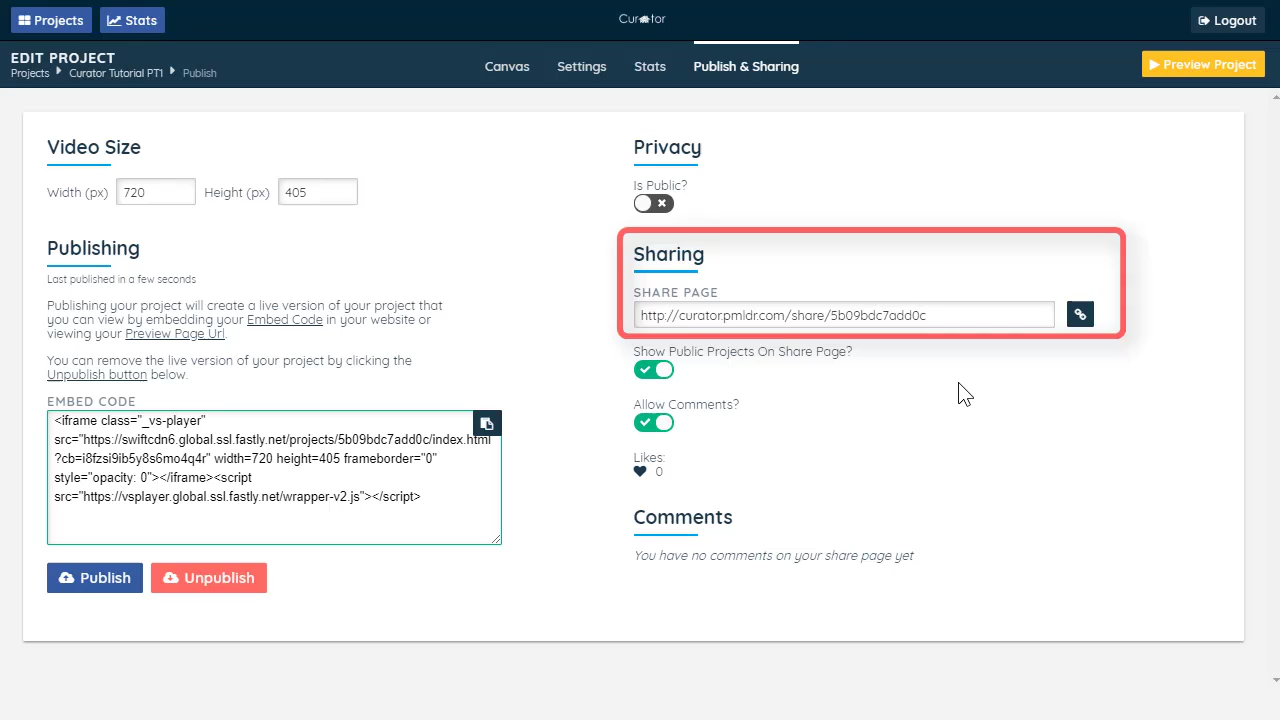 Projects
Stats
Curator
Logout
EDIT PROJECT
Projects Curator Tutorial PT1 Publish
Canvas
Settings
Stats
Publish & Sharing
Preview Project
Video Size
Width (px) 720 Height (px) 405
Publishing
Last published in a few seconds
Publishing your project will create a live version of your project that
you can view by embedding your Embed Code in your website or
viewing your Preview Page Url.
You can remove the live version of your project by clicking the
Unpublish button below.
EMBED CODE
<iframe class="_vs-player"
src="https://swiftcdn6.global.ssl.fastly.net/projects/5b09bdc7add0c/index.html
?cb=i8fzsi9ib5y8s6mo4q4r" width=720 height=405 frameborder="0"
style="opacity: 0"></iframe><script
src="https://vsplayer.global.ssl.fastly.net/wrapper-v2.js"></script>
Publish
Unpublish
Privacy
Is Public?
Sharing
SHARE PAGE
http://curator.pmldr.com/share/5b09bdc7add0c
Show Public Projects On Share Page?
Allow Comments?
Likes:
0
Comments
You have no comments on your share page yet